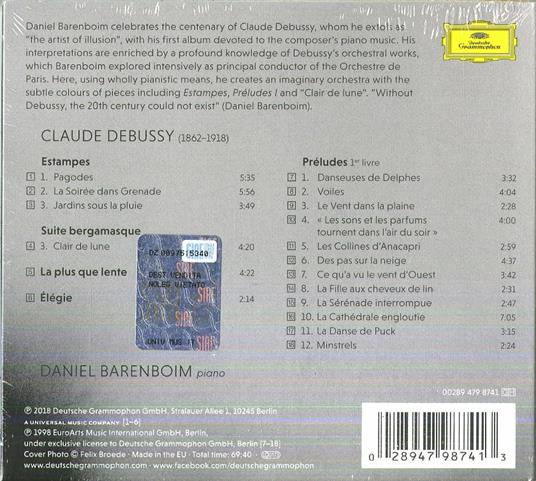 Daniel Barenboim celebrates the centenary of Claude Debussy, whom he extols as
"the artist of illusion", with his first album devoted to the composer's piano music. His
interpretations are enriched by a profound knowledge of Debussy's orchestral works,
which Barenboim explored intensively as principal conductor of the Orchestre de
Paris. Here, using wholly pianistic means, he creates an imaginary orchestra with the
subtle colours of pieces including Estampes, Préludes I and "Clair de lune". "Without
Debussy, the 20th century could not exist" (Daniel Barenboim).
Deutsche
Grammophon
CLAUDE DEBUSSY (1862–1918)
Estampes
1 1. Pagodes 5:35
2 2. La Soirée dans Grenade 5:56
3 3. Jardins sous la pluie 3:49
Suite bergamasque
4 3. Clair de lune 4:20
5 La plus que lente 4:22
6 Élégie 2:14
Préludes 1er livre
7 1. Danseuses de Delphes 3:32
8 2. Voiles 4:04
9 3. Le Vent dans la plaine 2:28
10 4. « Les sons et les parfums 4:00
tournent dans l'air du soir »
11 5. Les Collines d'Anacapri 2:59
12 6. Des pas sur la neige 4:37
13 7. Ce qu'a vu le vent d'Ouest 3:42
14 8. La Fille aux cheveux de lin 2:31
15 9. La Sérénade interrompue 2:47
16 10. La Cathédrale engloutie 7:05
17 11. La Danse de Puck 3:15
18 12. Minstrels 2:24
DZ 0097515340
DEST.VENDITA
NOLEG VIETATO
SIAE
UNIV MUS IT
DANIEL BARENBOIM piano
00289 479 8741 GH
℗ 2018 Deutsche Grammophon GmbH, Stralauer Allee 1, 10245 Berlin
A UNIVERSAL MUSIC COMPANY [1–6]
℗ 1998 EuroArts Music International GmbH, Berlin,
under exclusive license to Deutsche Grammophon GmbH, Berlin [7–18]
Cover Photo © Felix Broede · Made in the EU · Total time: 69:40
www.deutschegrammophon.com · www.facebook.com/deutschegrammophon
0 28947 98741 3